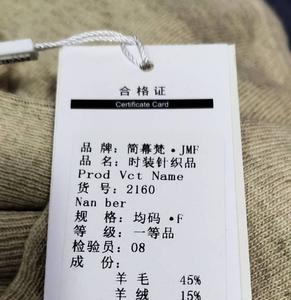 合格证
Certificate Card
品 牌: 简幕梵·JMF
品 名: 时装针织品
Prod Vct Name
货 号: 2160
Nan ber
规 格: 均码·F
等 级: 一等品
检验员: 08
成 份:
羊毛 45%
羊绒 15%